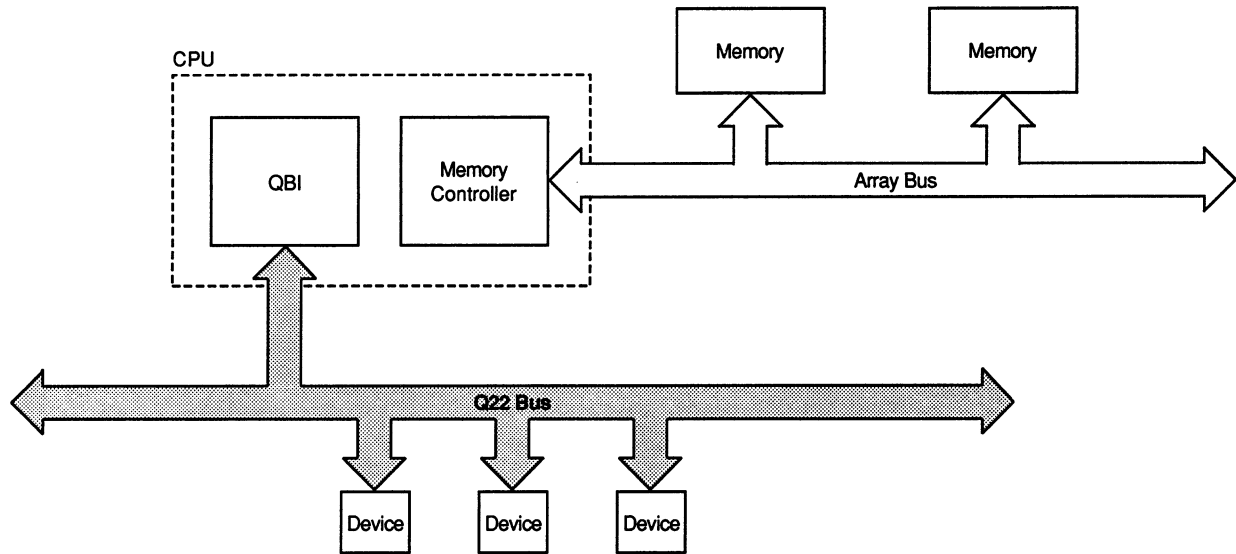 Memory
Memory
CPU
QBI
Memory
Controller
Array Bus
Q22 Bus
Device
Device
Device